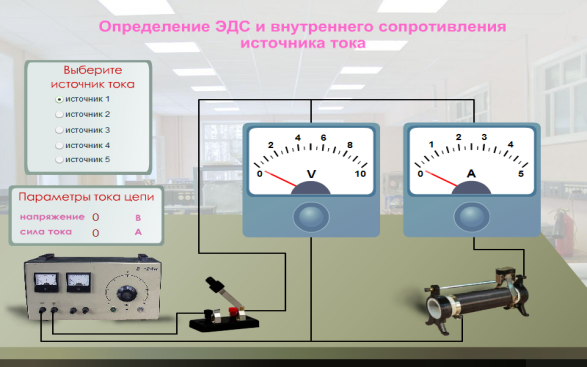 Определение ЭДС и внутреннего сопротивления
источника тока
Выберите
источник тока
источник 1
источник 2
источник 3
источник 4
источник 5
Параметры тока цепи
напряжение 0 В
сила тока 0 А
0 2 4 6 8 10
V
0 1 2 3 4 5
A